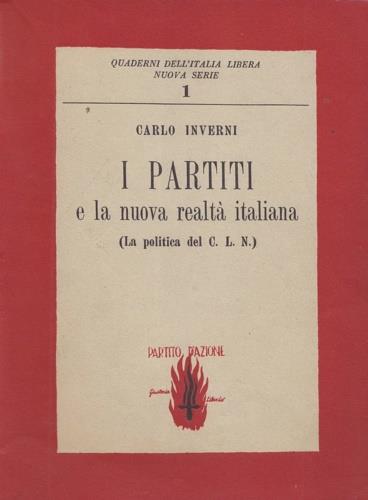 QUADERNI DELL'ITALIA LIBERA
NUOVA SERIE
1
CARLO INVERNI
I PARTITI
e la nuova realtà italiana
(La politica del C. L. N.)
PARTITO D'AZIONE
Giustizia Libertà